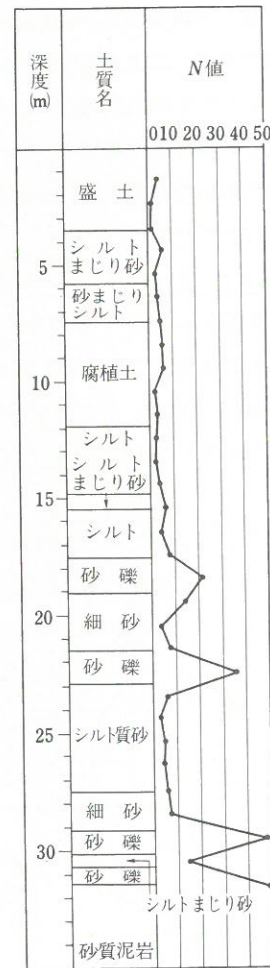 深度(m)
土質名
N値
0 10 20 30 40 50
盛土
シルト
まじり砂
5
砂まじり
シルト
腐植土
10
シルト
シルト
まじり砂
15
シルト
砂礫
細砂
20
砂礫
シルト質砂
25
細砂
砂礫
30
砂礫
シルトまじり砂
砂質泥岩